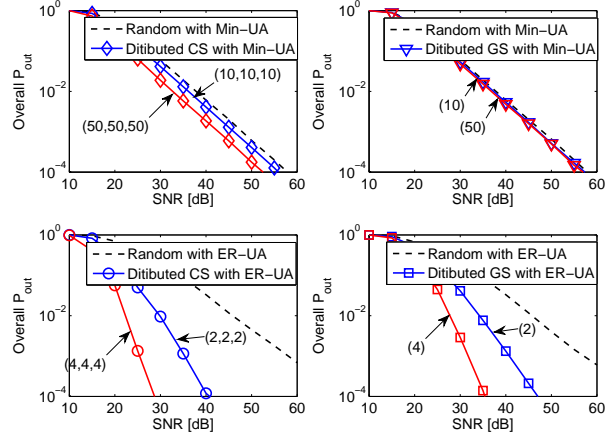 Overall P_out
10^0
10^-2
10^-4
Random with Min-UA
Ditibuted CS with Min-UA
(10,10,10)
(50,50,50)
10 20 30 40 50 60
SNR [dB]
Overall P_out
10^0
10^-2
10^-4
Random with Min-UA
Ditibuted GS with Min-UA
(10)
(50)
10 20 30 40 50 60
SNR [dB]
Overall P_out
10^0
10^-2
10^-4
Random with ER-UA
Ditibuted CS with ER-UA
(4,4,4)
(2,2,2)
10 20 30 40 50 60
SNR [dB]
Overall P_out
10^0
10^-2
10^-4
Random with ER-UA
Ditibuted GS with ER-UA
(4)
(2)
10 20 30 40 50 60
SNR [dB]